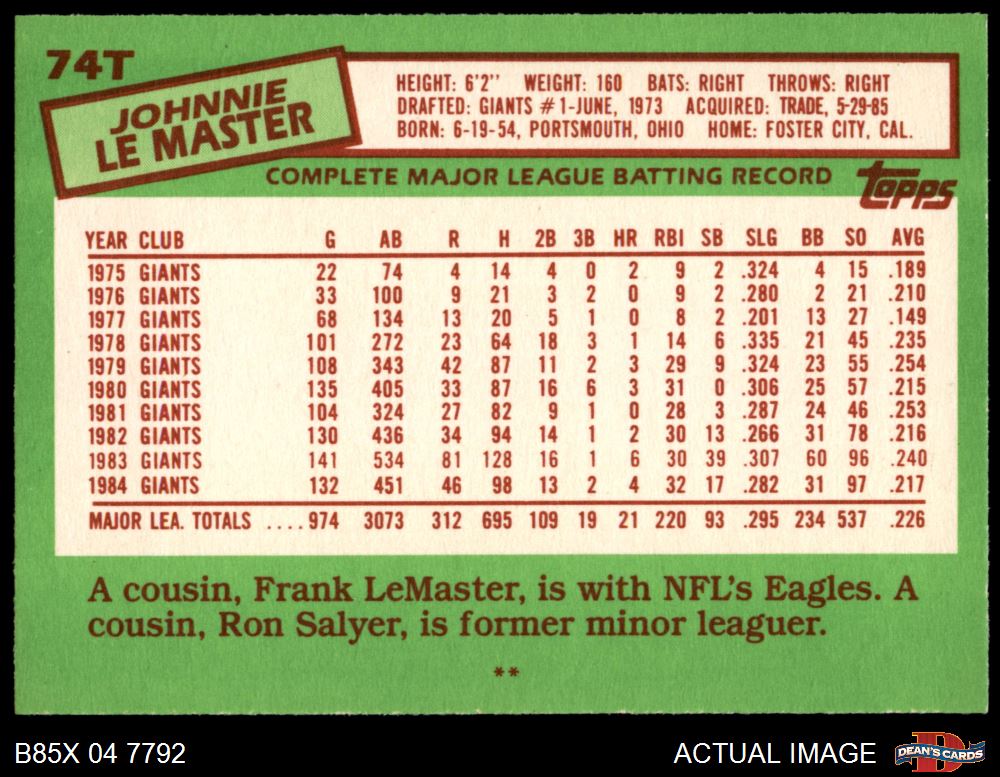 74T
JOHNNIE
LE MASTER
HEIGHT: 6'2'' WEIGHT: 160 BATS: RIGHT THROWS: RIGHT
DRAFTED: GIANTS #1-JUNE, 1973 ACQUIRED: TRADE, 5-29-85
BORN: 6-19-54, PORTSMOUTH, OHIO HOME: FOSTER CITY, CAL.
COMPLETE MAJOR LEAGUE BATTING RECORD
topps
YEAR CLUB G AB R H 2B 3B HR RBI SB SLG BB SO AVG
1975 GIANTS 22 74 4 14 4 0 2 9 2 .324 4 15 .189
1976 GIANTS 33 100 9 21 3 2 0 9 2 .280 2 21 .210
1977 GIANTS 68 134 13 20 5 1 0 8 2 .201 13 27 .149
1978 GIANTS 101 272 23 64 18 3 1 14 6 .335 21 45 .235
1979 GIANTS 108 343 42 87 11 2 3 29 9 .324 23 55 .254
1980 GIANTS 135 405 33 87 16 6 3 31 0 .306 25 57 .215
1981 GIANTS 104 324 27 82 9 1 0 28 3 .287 24 46 .253
1982 GIANTS 130 436 34 94 14 1 2 30 13 .266 31 78 .216
1983 GIANTS 141 534 81 128 16 1 6 30 39 .307 60 96 .240
1984 GIANTS 132 451 46 98 13 2 4 32 17 .282 31 97 .217
MAJOR LEA. TOTALS ....974 3073 312 695 109 19 21 220 93 .295 234 537 .226
A cousin, Frank LeMaster, is with NFL's Eagles. A
cousin, Ron Salyer, is former minor leaguer.
**
B85X 04 7792 ACTUAL IMAGE DEAN'S CARDS